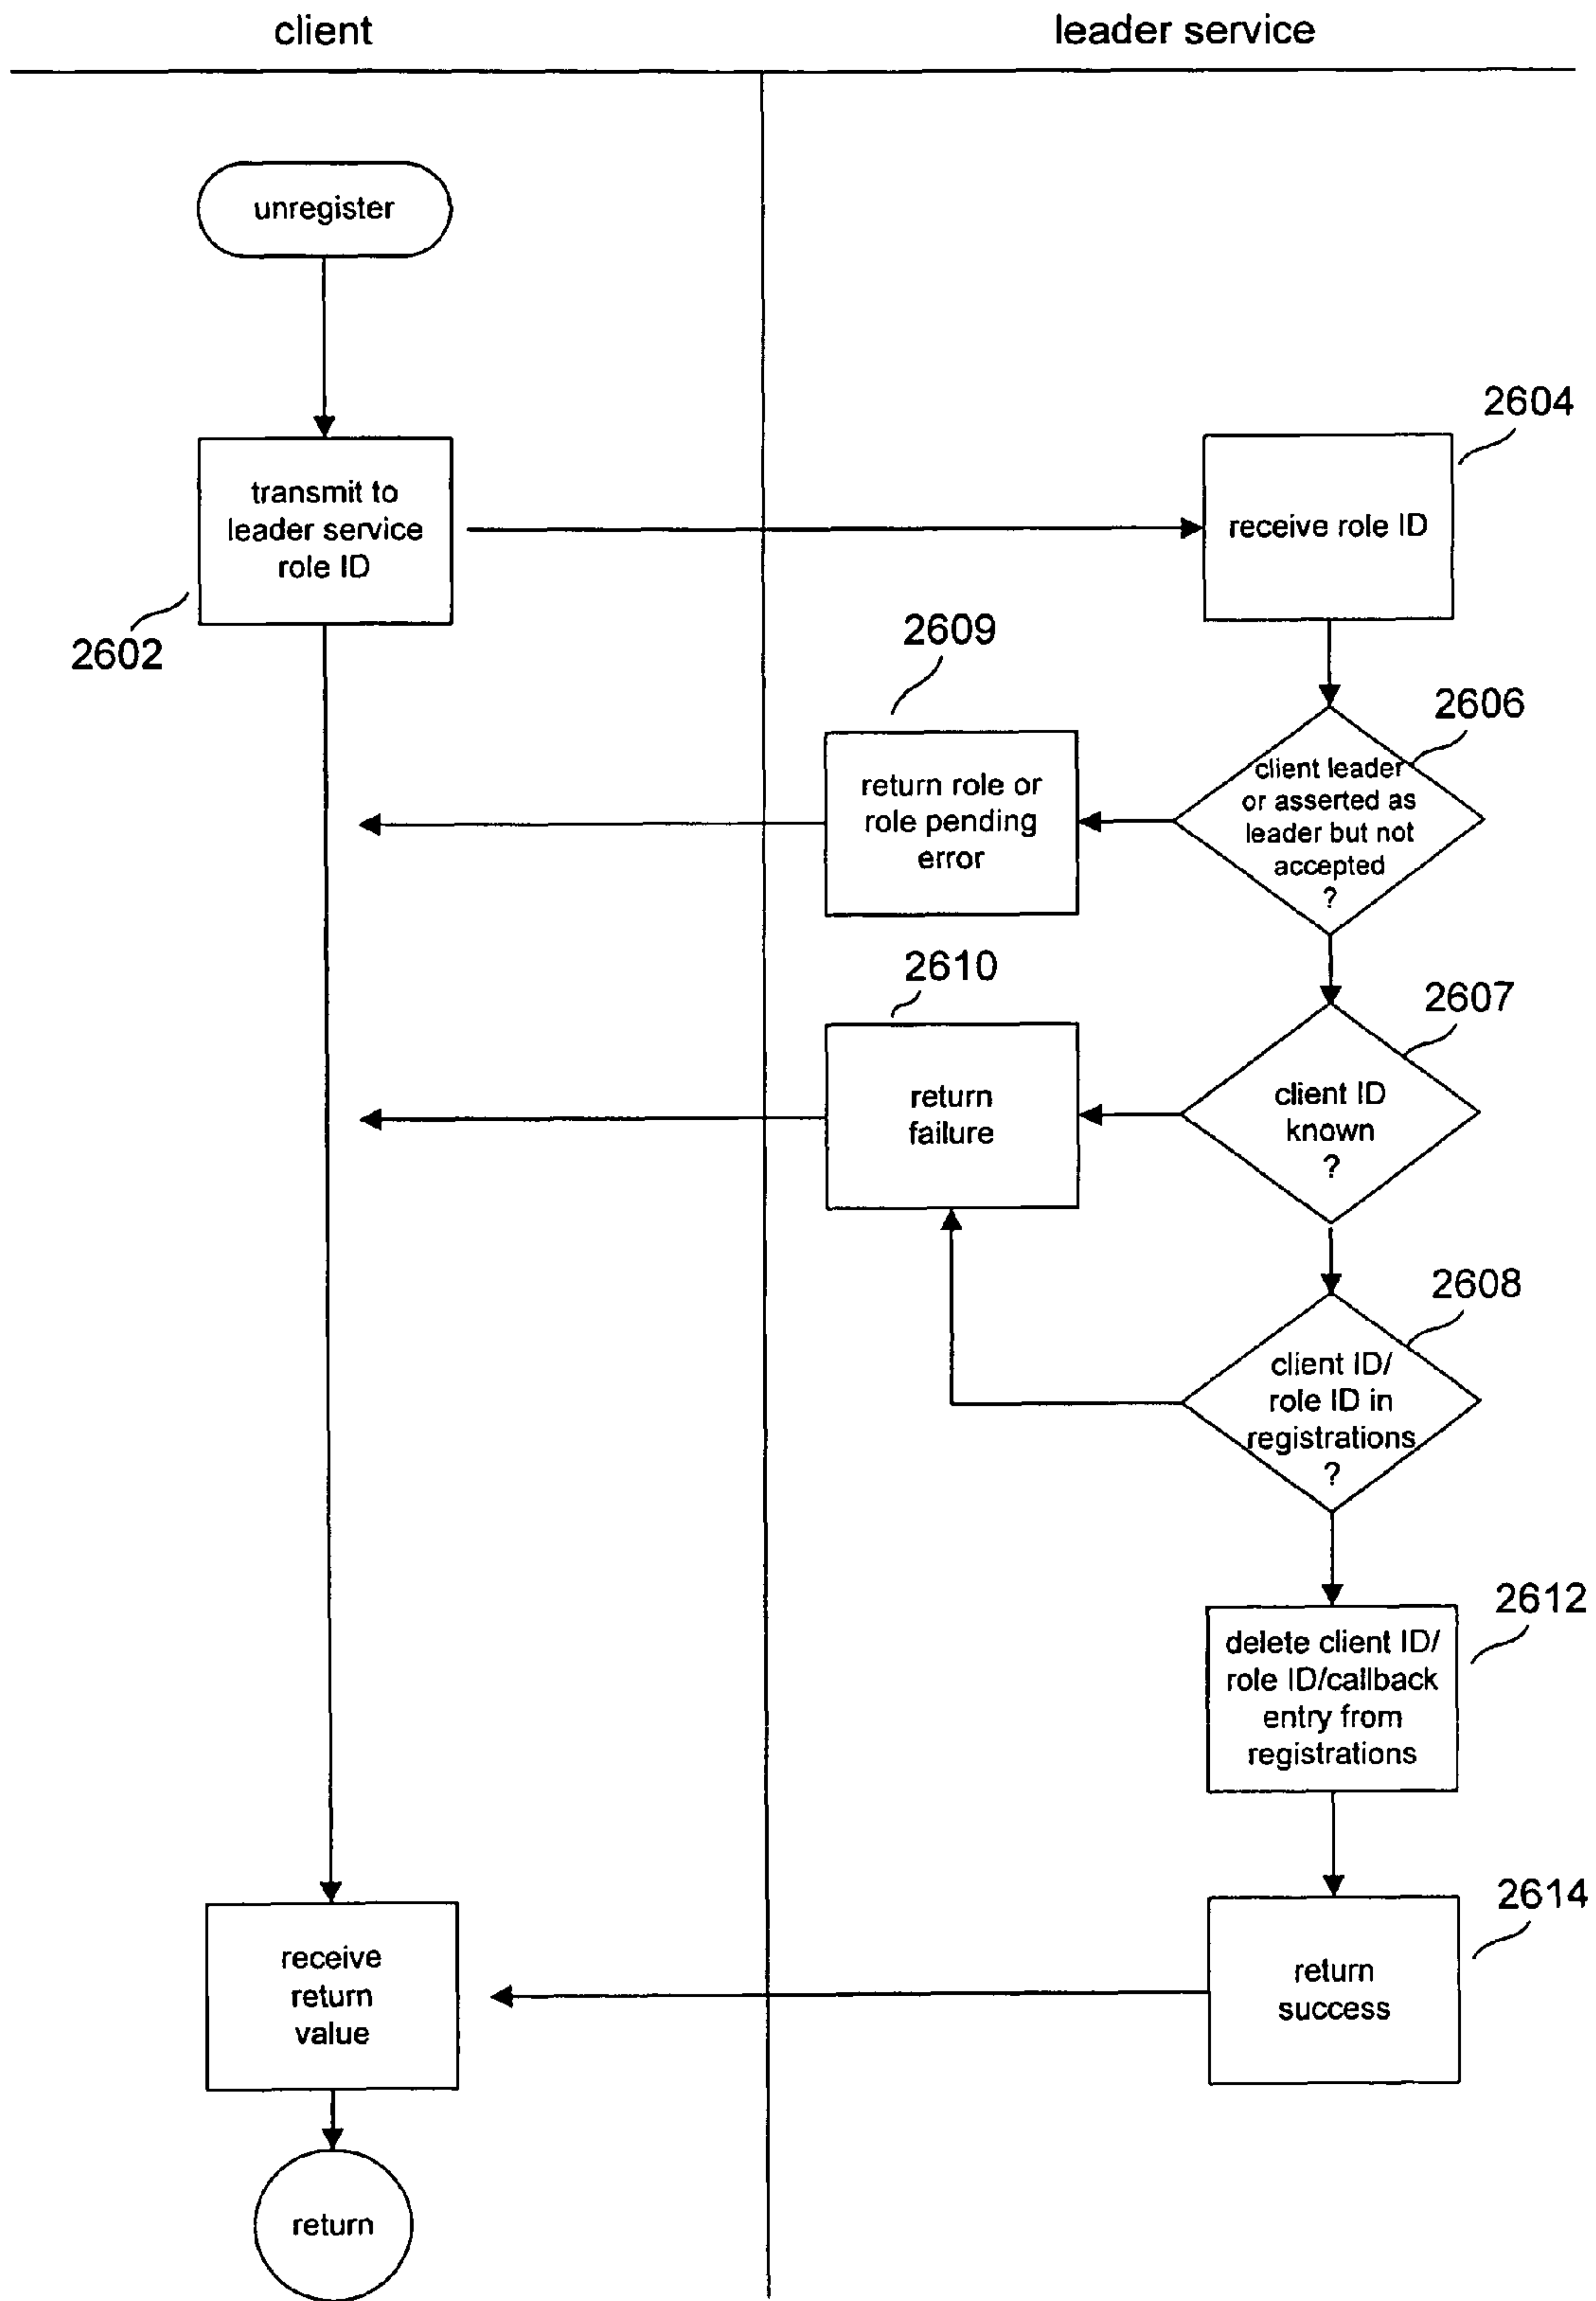 client
leader service
unregister
2604
transmit to
leader service
role ID
receive role ID
2602
2609
2606
client leader
or asserted as
leader but not
accepted
?
return role or
role pending
error
2610
2607
return
failure
client ID
known
?
2608
client ID/
role ID in
registrations
?
2612
delete client ID/
role ID/callback
entry from
registrations
2614
receive
return
value
return
success
return